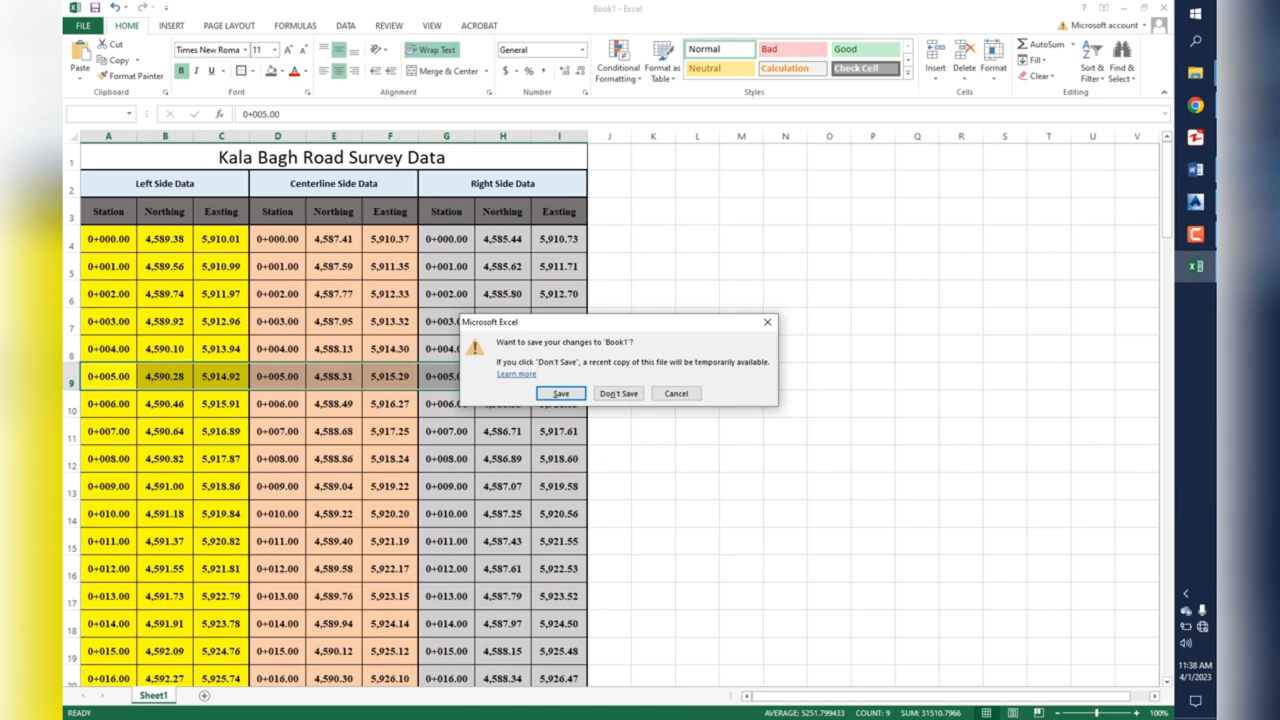 Book1 - Excel
FILE HOME INSERT PAGE LAYOUT FORMULAS DATA REVIEW VIEW ACROBAT Microsoft account
Paste Cut Copy Format Painter
Times New Roma 11 Wrap Text Merge & Center
General
Conditional Formatting Format as Table
Normal Bad Good
Neutral Calculation Check Cell
Insert Delete Format
AutoSum Fill Clear Sort & Filter Find & Select
Clipboard Font Alignment Number Styles Cells Editing
0+005.00
A B C D E F G H I J K L M N O P Q R S T U V
1 Kala Bagh Road Survey Data
2 Left Side Data Centerline Side Data Right Side Data
3 Station Northing Easting Station Northing Easting Station Northing Easting
4 0+000.00 4,589.38 5,910.01 0+000.00 4,587.41 5,910.37 0+000.00 4,585.44 5,910.73
5 0+001.00 4,589.56 5,910.99 0+001.00 4,587.59 5,911.35 0+001.00 4,585.62 5,911.71
6 0+002.00 4,589.74 5,911.97 0+002.00 4,587.77 5,912.33 0+002.00 4,585.80 5,912.70
7 0+003.00 4,589.92 5,912.96 0+003.00 4,587.95 5,913.32 0+003.
8 0+004.00 4,590.10 5,913.94 0+004.00 4,588.13 5,914.30 0+004.
9 0+005.00 4,590.28 5,914.92 0+005.00 4,588.31 5,915.29 0+005.
10 0+006.00 4,590.46 5,915.91 0+006.00 4,588.49 5,916.27 0+006.
11 0+007.00 4,590.64 5,916.89 0+007.00 4,588.68 5,917.25 0+007.00 4,586.71 5,917.61
12 0+008.00 4,590.82 5,917.87 0+008.00 4,588.86 5,918.24 0+008.00 4,586.89 5,918.60
13 0+009.00 4,591.00 5,918.86 0+009.00 4,589.04 5,919.22 0+009.00 4,587.07 5,919.58
14 0+010.00 4,591.18 5,919.84 0+010.00 4,589.22 5,920.20 0+010.00 4,587.25 5,920.56
15 0+011.00 4,591.37 5,920.82 0+011.00 4,589.40 5,921.19 0+011.00 4,587.43 5,921.55
16 0+012.00 4,591.55 5,921.81 0+012.00 4,589.58 5,922.17 0+012.00 4,587.61 5,922.53
17 0+013.00 4,591.73 5,922.79 0+013.00 4,589.76 5,923.15 0+013.00 4,587.79 5,923.52
18 0+014.00 4,591.91 5,923.78 0+014.00 4,589.94 5,924.14 0+014.00 4,587.97 5,924.50
19 0+015.00 4,592.09 5,924.76 0+015.00 4,590.12 5,925.12 0+015.00 4,588.15 5,925.48
0+016.00 4,592.27 5,925.74 0+016.00 4,590.30 5,926.10 0+016.00 4,588.34 5,926.47
Microsoft Excel
Want to save your changes to 'Book1'?
If you click "Don't Save", a recent copy of this file will be temporarily available.
Learn more
Save Don't Save Cancel
Sheet1
READY AVERAGE: 5251.799433 COUNT: 9 SUM: 31510.7966 100%
11:38 AM
4/1/2023